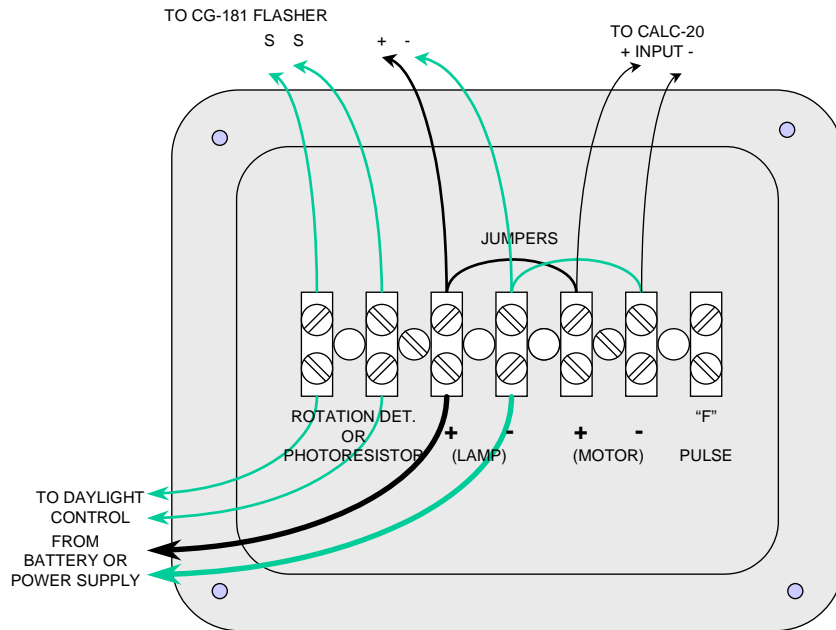 TO CG-181 FLASHER
S S
+ -
TO CALC-20
+ INPUT -
JUMPERS
ROTATION DET.
OR
PHOTORESISTOR
+ -
(LAMP)
+ -
(MOTOR)
“F”
PULSE
TO DAYLIGHT
CONTROL
FROM
BATTERY OR
POWER SUPPLY